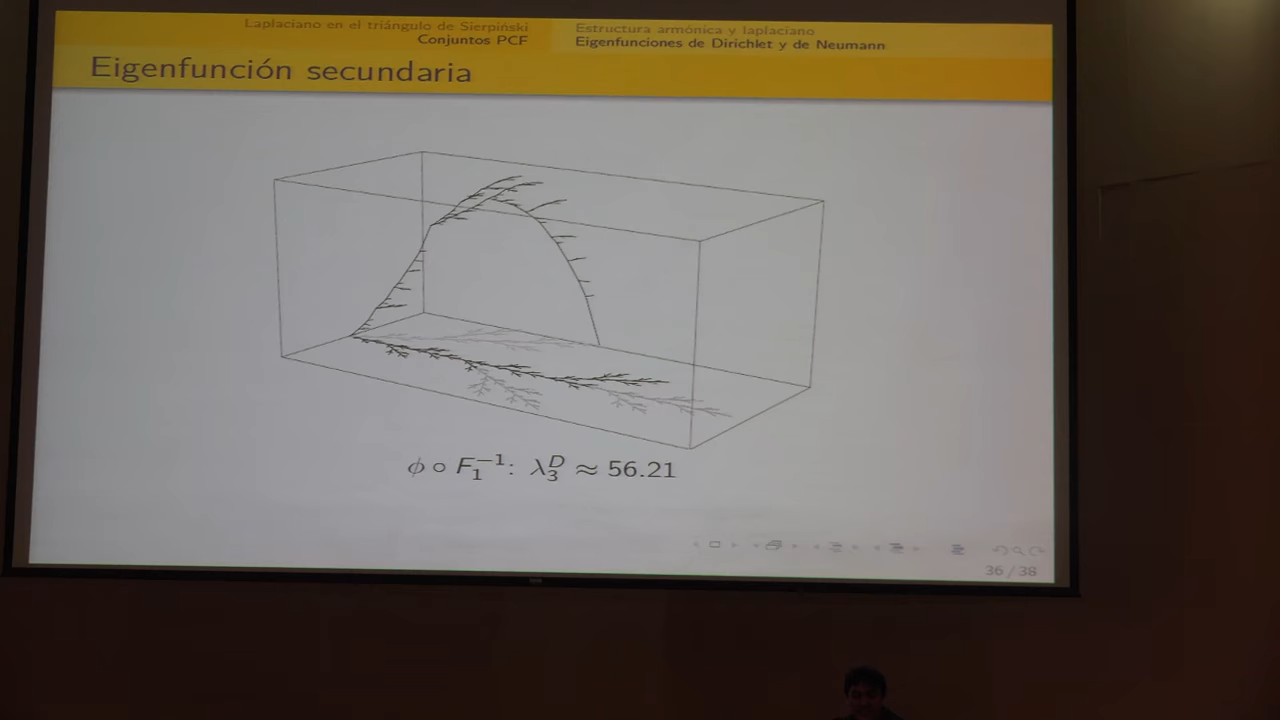 Laplaciano en el triángulo de Sierpiński
Conjuntos PCF
Estructura armónica y laplaciano
Eigenfunciones de Dirichlet y de Neumann
Eigenfunción secundaria
ϕ ∘ F₁⁻¹: λ₃ᴰ ≈ 56.21
36 / 38